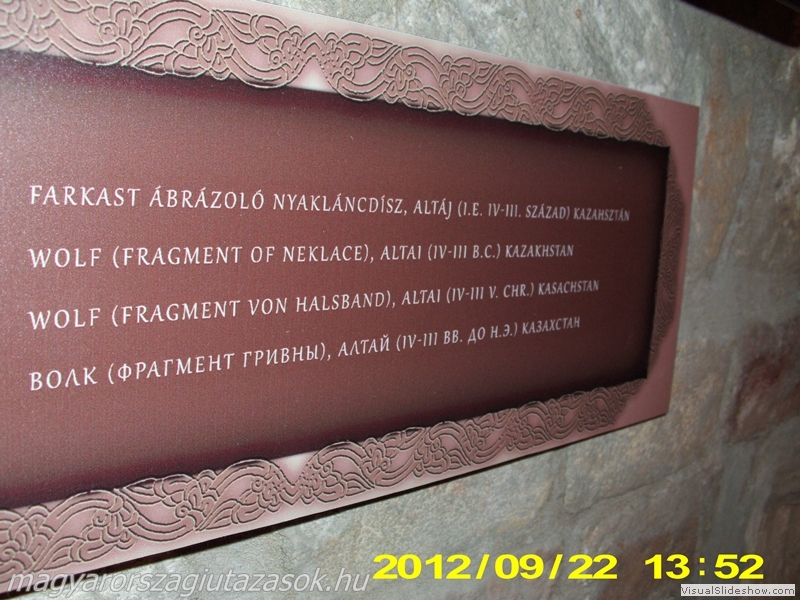 FARKAST ÁBRÁZOLÓ NYAKLÁNCDÍSZ, ALTÁJ (I.E. IV-III. SZÁZAD) KAZAHSZTÁN
WOLF (FRAGMENT OF NEKLACE), ALTAI (IV-III B.C.) KAZAKHSTAN
WOLF (FRAGMENT VON HALSBAND), ALTAI (IV-III V. CHR.) KASACHSTAN
ВОЛК (ФРАГМЕНТ ГРИВНЫ), АЛТАЙ (IV-III ВВ. ДО Н.Э.) КАЗАХСТАН
magyarországiutazások.hu
2012/09/22 13:52
VisualSlideshow.com